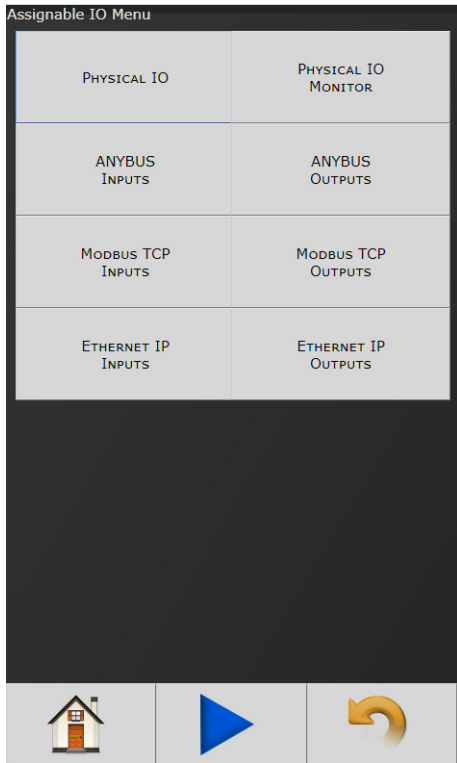 Assignable IO Menu
Physical IO
Physical IO
Monitor
ANYBUS
Inputs
ANYBUS
Outputs
Modbus TCP
Inputs
Modbus TCP
Outputs
Ethernet IP
Inputs
Ethernet IP
Outputs